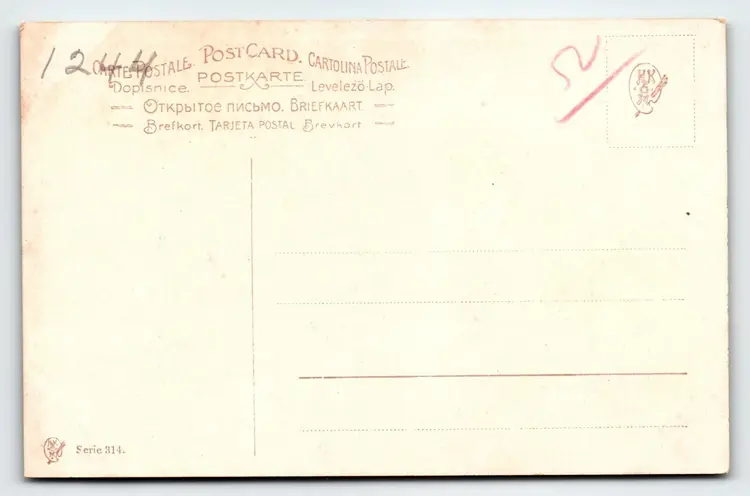 1244
CARTE POSTALE. POSTCARD. CARTOLINA POSTALE.
Dopisnice. POSTKARTE. Levelező-Lap.
ОТКРЫТОЕ ПИСЬМО. BRIEFKAART
Brefkort. TARJETA POSTAL Brevkort
52
Serie 314.